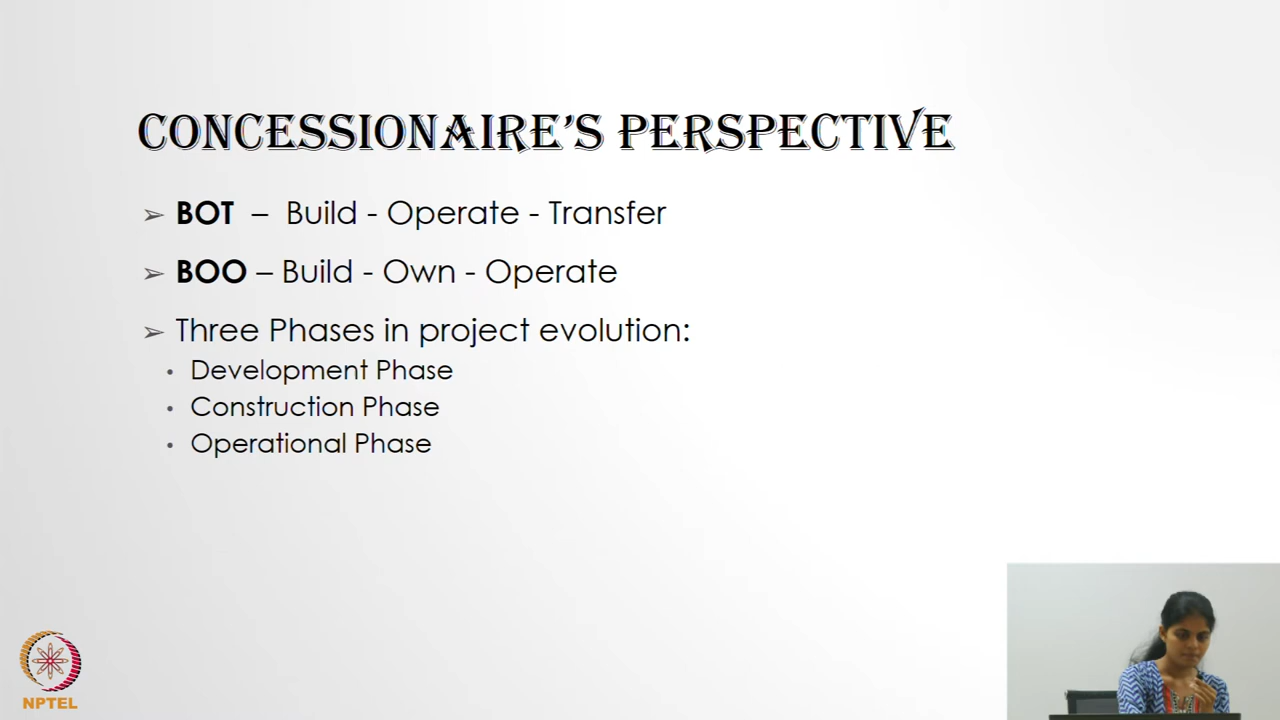 CONCESSIONAIRE'S PERSPECTIVE
➢ BOT – Build - Operate - Transfer
➢ BOO – Build - Own - Operate
➢ Three Phases in project evolution:
• Development Phase
• Construction Phase
• Operational Phase
NPTEL